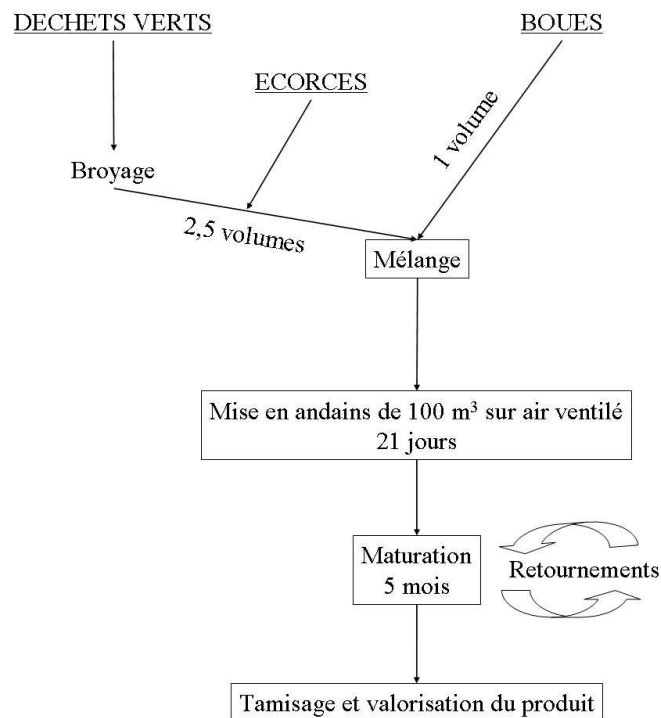 DECHETS VERTS
BOUES
ECORCES
1 volume
Broyage
2,5 volumes
Mélange
Mise en andains de 100 m³ sur air ventilé
21 jours
Maturation
5 mois
Retournements
Tamisage et valorisation du produit